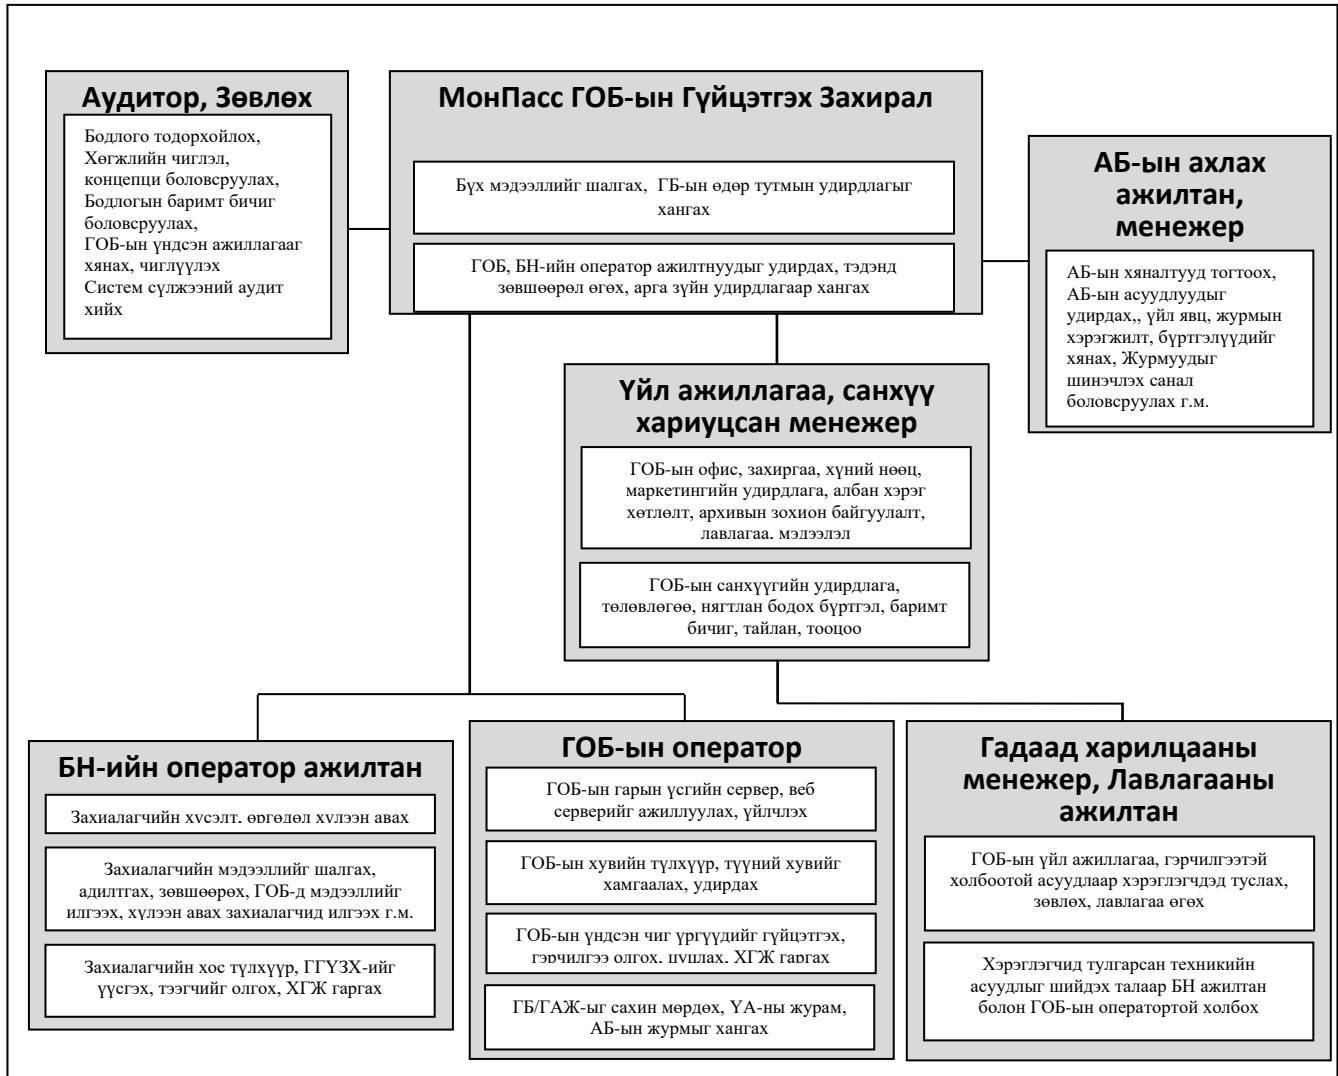 Аудитор, Зөвлөх
Бодлого тодорхойлох,
Хөгжлийн чиглэл,
концепци боловсруулах,
Бодлогын баримт бичиг
боловсруулах,
ГОБ-ын үндсэн ажиллагааг
хянах, чиглүүлэх
Систем сүлжээний аудит
хийх
МонПасс ГОБ-ын Гүйцэтгэх Захирал
Бүх мэдээллийг шалгах, ГБ-ын өдөр тутмын удирдлагыг
хангах
ГОБ, БН-ийн оператор ажилтнуудыг удирдах, тэдэнд
зөвшөөрөл өгөх, арга зүйн удирдлагаар хангах
АБ-ын ахлах
ажилтан,
менежер
АБ-ын хяналтууд тогтоох,
АБ-ын асуудлуудыг
удирдах,, үйл явц, журмын
хэрэгжилт, бүртгэлүүдийг
хянах, Журмуудыг
шинэчлэх санал
боловсруулах г.м.
Үйл ажиллагаа, санхүү
хариуцсан менежер
ГОБ-ын офис, захиргаа, хүний нөөц,
маркетингийн удирдлага, албан хэрэг
хөтлөлт, архивын зохион байгуулалт,
лавлагаа, мэдээлэл
ГОБ-ын санхүүгийн удирдлага,
төлөвлөгөө, нягтлан бодох бүртгэл, баримт
бичиг, тайлан, тооцоо
БН-ийн оператор ажилтан
Захиалагчийн хүсэлт, өргөдөл хүлээн авах
Захиалагчийн мэдээллийг шалгах,
адилтгах, зөвшөөрөх, ГОБ-д мэдээллийг
илгээх, хүлээн авах захиалагчид илгээх г.м.
Захиалагчийн хос түлхүүр, ГГҮЗХ-ийг
үүсгэх, тээгчийг олгох, ХГЖ гаргах
ГОБ-ын оператор
ГОБ-ын гарын үсгийн сервер, веб
серверийг ажиллуулах, үйлчлэх
ГОБ-ын хувийн түлхүүр, түүний хувийг
хамгаалах, удирдах
ГОБ-ын үндсэн чиг үргүүдийг гүйцэтгэх,
гэрчилгээ олгох, цуцлах, ХГЖ гаргах
ГБ/ГАЖ-ыг сахин мөрдөх, ҮА-ны журам,
АБ-ын журмыг хангах
Гадаад харилцааны
менежер, Лавлагааны
ажилтан
ГОБ-ын үйл ажиллагаа, гэрчилгээтэй
холбоотой асуудлаар хэрэглэгчдэд туслах,
зөвлөх, лавлагаа өгөх
Хэрэглэгчид тулгарсан техникийн
асуудлыг шийдэх талаар БН ажилтан
болон ГОБ-ын оператортой холбох